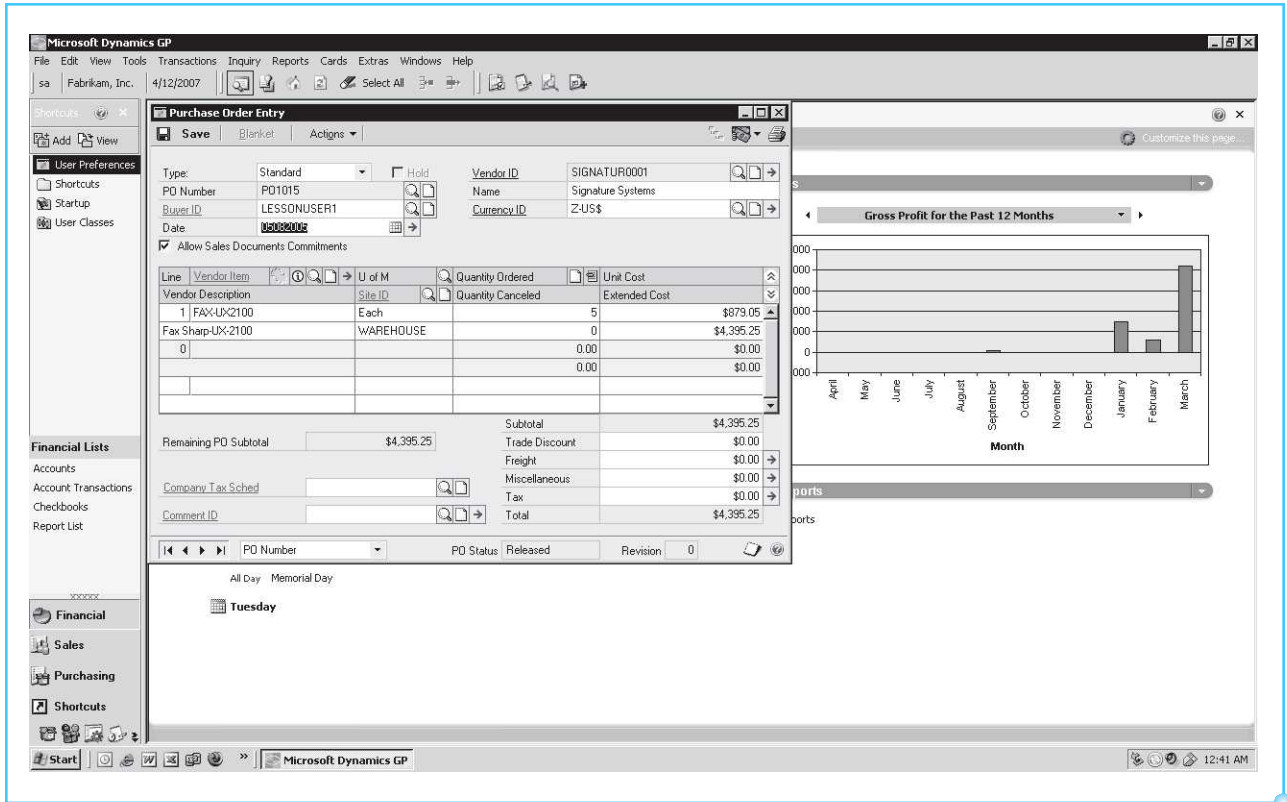 Microsoft Dynamics GP
File Edit View Tools Transactions Inquiry Reports Cards Extras Windows Help
sa Fabrikam, Inc. 4/12/2007 Select All
Shortcuts
Add View
User Preferences
Shortcuts
Startup
User Classes
Financial Lists
Accounts
Account Transactions
Checkbooks
Report List
Financial
Sales
Purchasing
Shortcuts
Purchase Order Entry
Save Blanket Actions
Type: Standard Hold Vendor ID SIGNATUR0001
PO Number PO1015 Name Signature Systems
Buyer ID LESSONUSER1 Currency ID Z-US$
Date
Allow Sales Documents Commitments
Line Vendor Item U of M Quantity Ordered Unit Cost
Vendor Description Site ID Quantity Canceled Extended Cost
1 FAX-UX2100 Each 5 $879.05
Fax Sharp-UX-2100 WAREHOUSE 0 $4,395.25
0 0.00 $0.00
0.00 $0.00
Subtotal $4,395.25
Remaining PO Subtotal $4,395.25 Trade Discount $0.00
Freight $0.00
Miscellaneous $0.00
Company Tax Sched Tax $0.00
Comment ID Total $4,395.25
PO Number PO Status Released Revision 0
Customize this page...
s
Gross Profit for the Past 12 Months
000
000
000
000
000
0
000
April May June July August September October November December January February March
Month
ports
ports
All Day Memorial Day
Tuesday
Start Microsoft Dynamics GP 12:41 AM